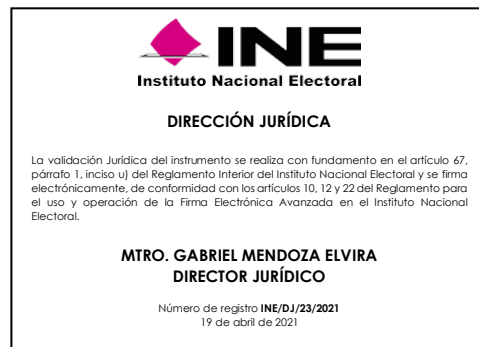 INE
Instituto Nacional Electoral
DIRECCIÓN JURÍDICA
La validación Jurídica del instrumento se realiza con fundamento en el artículo 67,
párrafo 1, inciso u) del Reglamento Interior del Instituto Nacional Electoral y se firma
electrónicamente, de conformidad con los artículos 10, 12 y 22 del Reglamento para
el uso y operación de la Firma Electrónica Avanzada en el Instituto Nacional
Electoral.
MTRO. GABRIEL MENDOZA ELVIRA
DIRECTOR JURÍDICO
Número de registro INE/DJ/23/2021
19 de abril de 2021